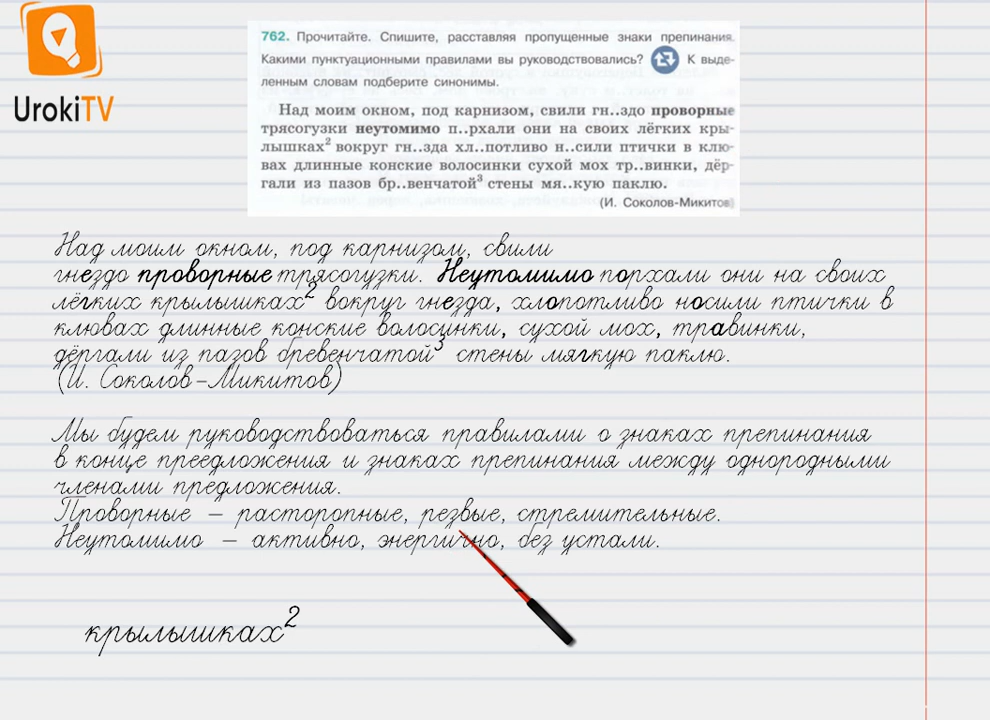 UrokiTV
762. Прочитайте. Спишите, расставляя пропущенные знаки препинания.
Какими пунктуационными правилами вы руководствовались? К выде-
ленным словам подберите синонимы.
Над моим окном, под карнизом, свили гн..здо проворные
трясогузки неутомимо п..рхали они на своих лёгких кры-
лышках² вокруг гн..зда хл..потливо н..сили птички в клю-
вах длинные конские волосинки сухой мох тр..винки, дёр-
гали из пазов бр..венчатой³ стены мя..кую паклю.
(И. Соколов-Микитов)
Над моим окном, под карнизом, свили
гнездо проворные трясогузки. Неутомимо порхали они на своих
лёгких крылышках² вокруг гнезда, хлопотливо носили птички в
клювах длинные конские волосинки, сухой мох, травинки,
дёргали из пазов бревенчатой³ стены мягкую паклю.
(И. Соколов-Микитов)
Мы будем руководствоваться правилами о знаках препинания
в конце преедложения и знаках препинания между однородными
членами предложения.
Проворные – расторопные, резвые, стремительные.
Неутомимо – активно, энергично, без устали.
крылышках²